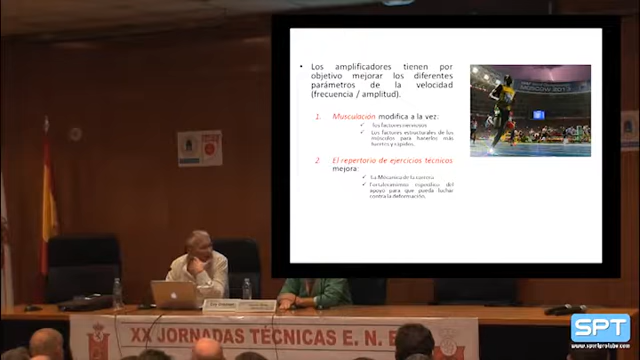 • Los amplificadores tienen por
objetivo mejorar los diferentes
parámetros de la velocidad
(frecuencia / amplitud).
MOSCOW 2013
1. Musculación modifica a la vez:
✓ Los factores nerviosos
✓ Los factores estructurales de los
músculos para hacerlos más
fuertes y rápidos.
2. El repertorio de ejercicios técnicos
mejora:
✓ La Mecánica de la carrera
✓ Fortalecimiento específico del
apoyo para que pueda luchar
contra la deformación.
XX JORNADAS TÉCNICAS E. N. E.
SPT
www.sportprotube.com